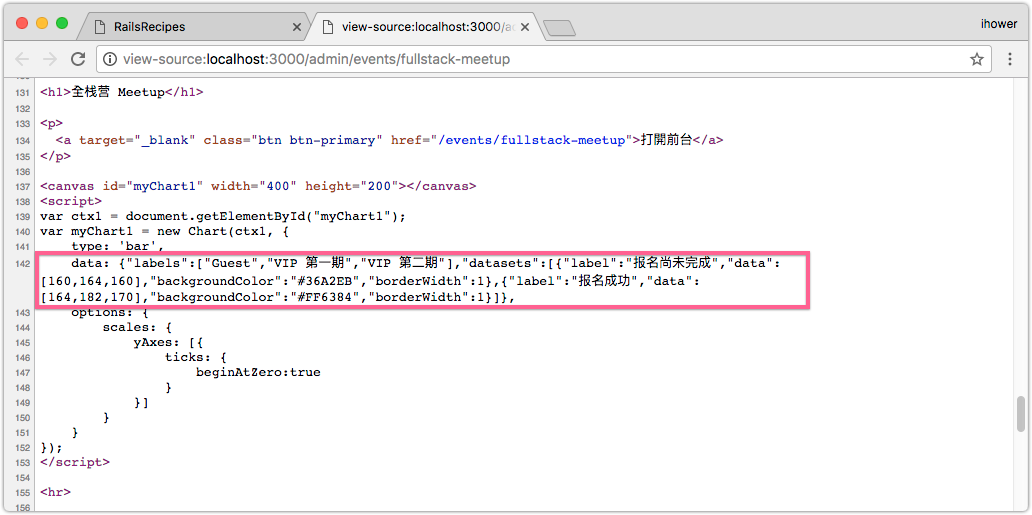 RailsRecipes
view-source:localhost:3000/ad
ihower
view-source:localhost:3000/admin/events/fullstack-meetup
131 <h1>全栈营 Meetup</h1>
132
133 <p>
134 <a target="_blank" class="btn btn-primary" href="/events/fullstack-meetup">打開前台</a>
135 </p>
136
137 <canvas id="myChart1" width="400" height="200"></canvas>
138 <script>
139 var ctx1 = document.getElementById("myChart1");
140 var myChart1 = new Chart(ctx1, {
141 type: 'bar',
142 data: {"labels":["Guest","VIP 第一期","VIP 第二期"],"datasets":[{"label":"报名尚未完成","data":
[160,164,160],"backgroundColor":"#36A2EB","borderWidth":1},{"label":"报名成功","data":
[164,182,170],"backgroundColor":"#FF6384","borderWidth":1}]},
143 options: {
144 scales: {
145 yAxes: [{
146 ticks: {
147 beginAtZero:true
148 }
149 }]
150 }
151 }
152 });
153 </script>
154
155 <hr>
156